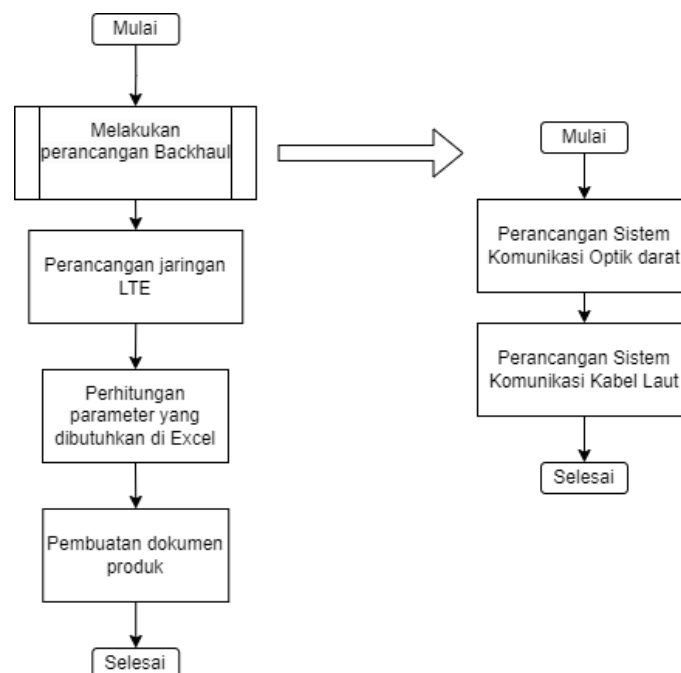 Mulai
Melakukan
perancangan Backhaul
Perancangan jaringan
LTE
Perhitungan
parameter yang
dibutuhkan di Excel
Pembuatan dokumen
produk
Selesai
Mulai
Perancangan Sistem
Komunikasi Optik darat
Perancangan Sistem
Komunikasi Kabel Laut
Selesai